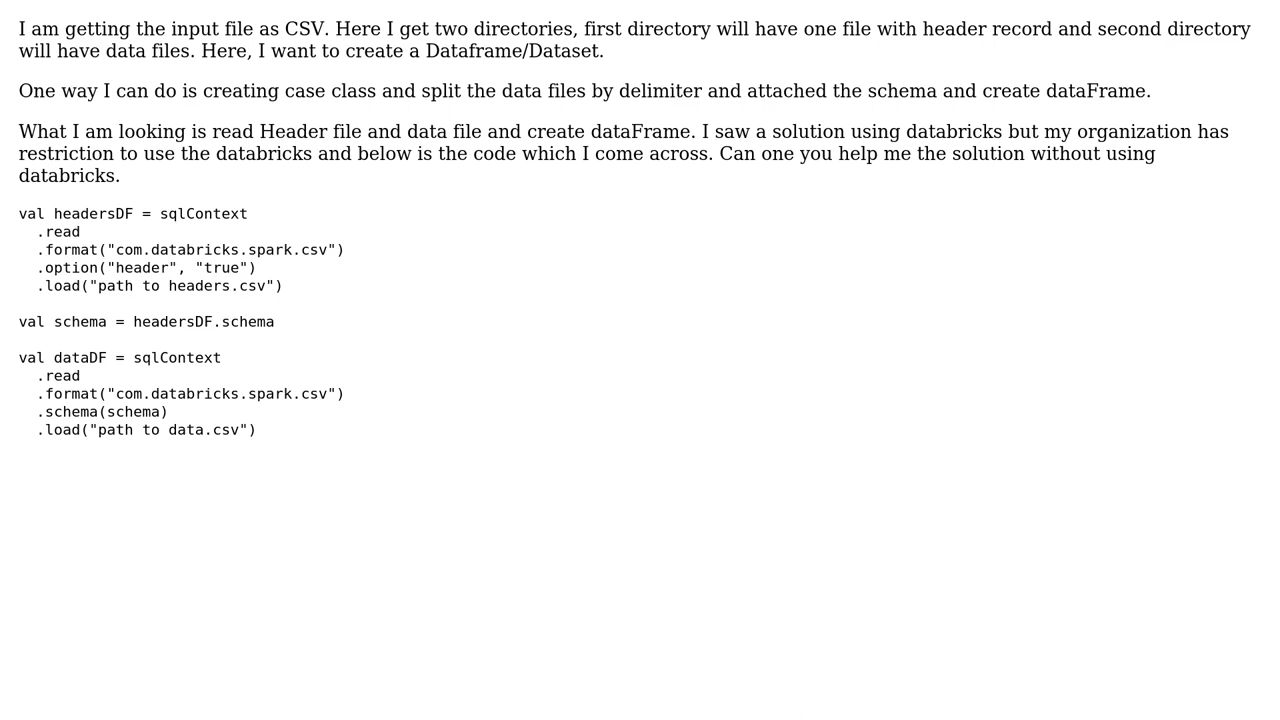 I am getting the input file as CSV. Here I get two directories, first directory will have one file with header record and second directory
will have data files. Here, I want to create a Dataframe/Dataset.
One way I can do is creating case class and split the data files by delimiter and attached the schema and create dataFrame.
What I am looking is read Header file and data file and create dataFrame. I saw a solution using databricks but my organization has
restriction to use the databricks and below is the code which I come across. Can one you help me the solution without using
databricks.
val headersDF = sqlContext
  .read
  .format("com.databricks.spark.csv")
  .option("header", "true")
  .load("path to headers.csv")
val schema = headersDF.schema
val dataDF = sqlContext
  .read
  .format("com.databricks.spark.csv")
  .schema(schema)
  .load("path to data.csv")